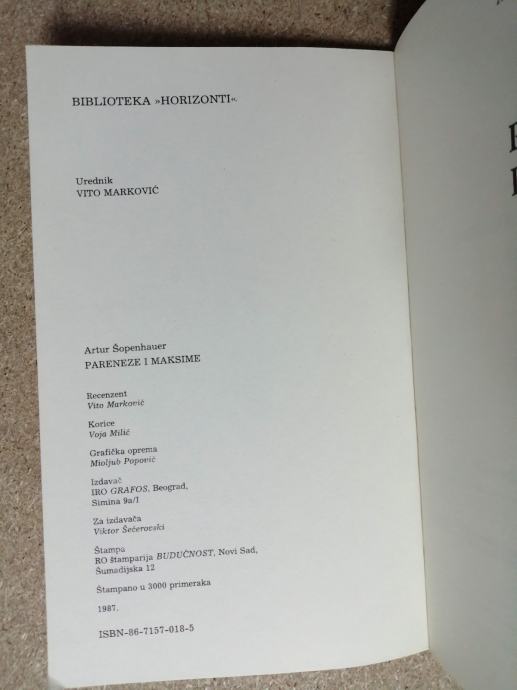 BIBLIOTEKA »HORIZONTI«.
Urednik
VITO MARKOVIĆ
Artur Šopenhauer
PARENEZE I MAKSIME
Recenzent
Vito Marković
Korice
Voja Milić
Grafička oprema
Mioljub Popović
Izdavač
IRO GRAFOS, Beograd,
Simina 9a/I
Za izdavača
Viktor Šećerovski
Štampa
RO štamparija BUDUĆNOST, Novi Sad,
Šumadijska 12
Štampano u 3000 primeraka
1987.
ISBN-86-7157-018-5